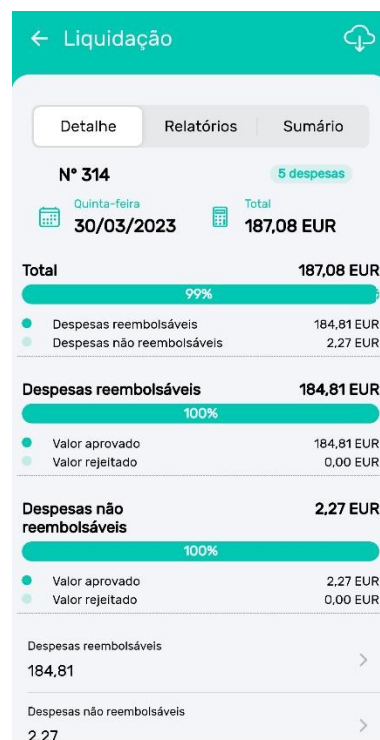 Liquidação
Detalhe Relatórios Sumário
N° 314 5 despesas
Quinta-feira Total
30/03/2023 187,08 EUR
Total 187,08 EUR
99%
Despesas reembolsáveis 184,81 EUR
Despesas não reembolsáveis 2,27 EUR
Despesas reembolsáveis 184,81 EUR
100%
Valor aprovado 184,81 EUR
Valor rejeitado 0,00 EUR
Despesas não 2,27 EUR
reembolsáveis
100%
Valor aprovado 2,27 EUR
Valor rejeitado 0,00 EUR
Despesas reembolsáveis
184,81
Despesas não reembolsáveis
2,27